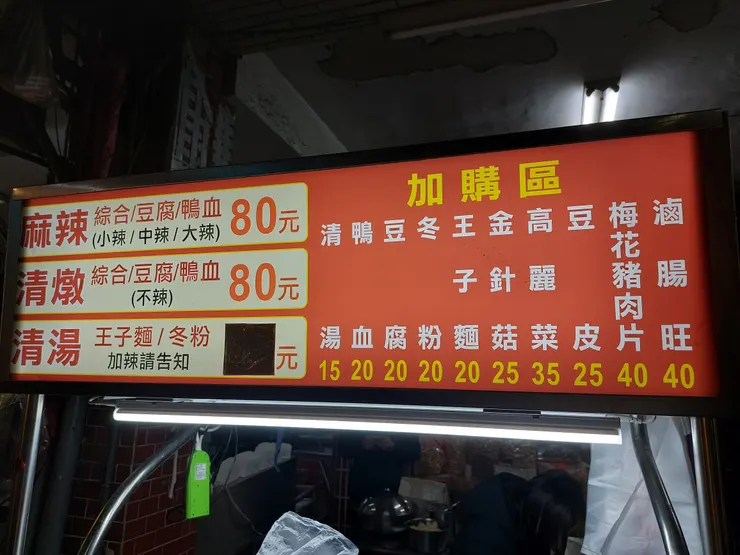 麻辣 綜合/豆腐/鴨血 80元
(小辣/中辣/大辣)
清燉 綜合/豆腐/鴨血 80元
(不辣)
清湯 王子麵/冬粉 元
加辣請告知
加購區
清湯 15
鴨血 20
豆腐 20
冬粉 20
王子麵 20
金針菇 25
高麗菜 35
豆皮 25
梅花豬肉片 40
滷腸旺 40